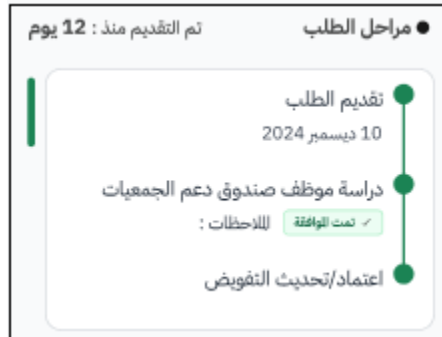 مراحل الطلب تم التقديم منذ : 12 يوم
تقديم الطلب
10 ديسمبر 2024
دراسة موظف صندوق دعم الجمعيات
✓ تمت الموافقة الملاحظات :
اعتماد/تحديث التفويض